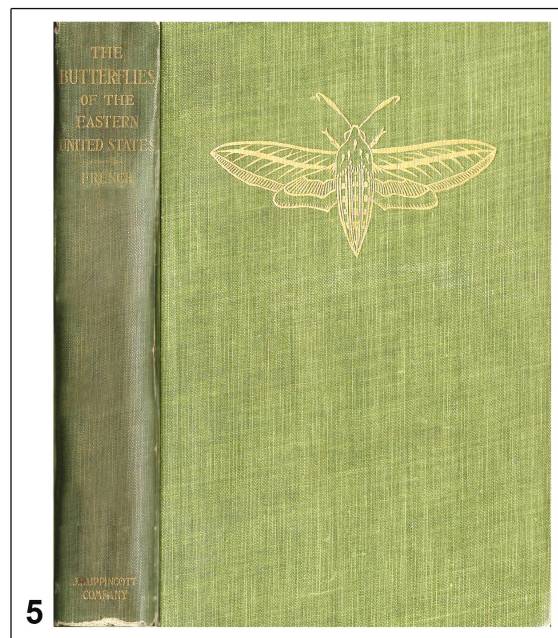 THE
BUTTERFLIES
OF THE
EASTERN
UNITED STATES
FRENCH
J.B.LIPPINCOTT
COMPANY
5